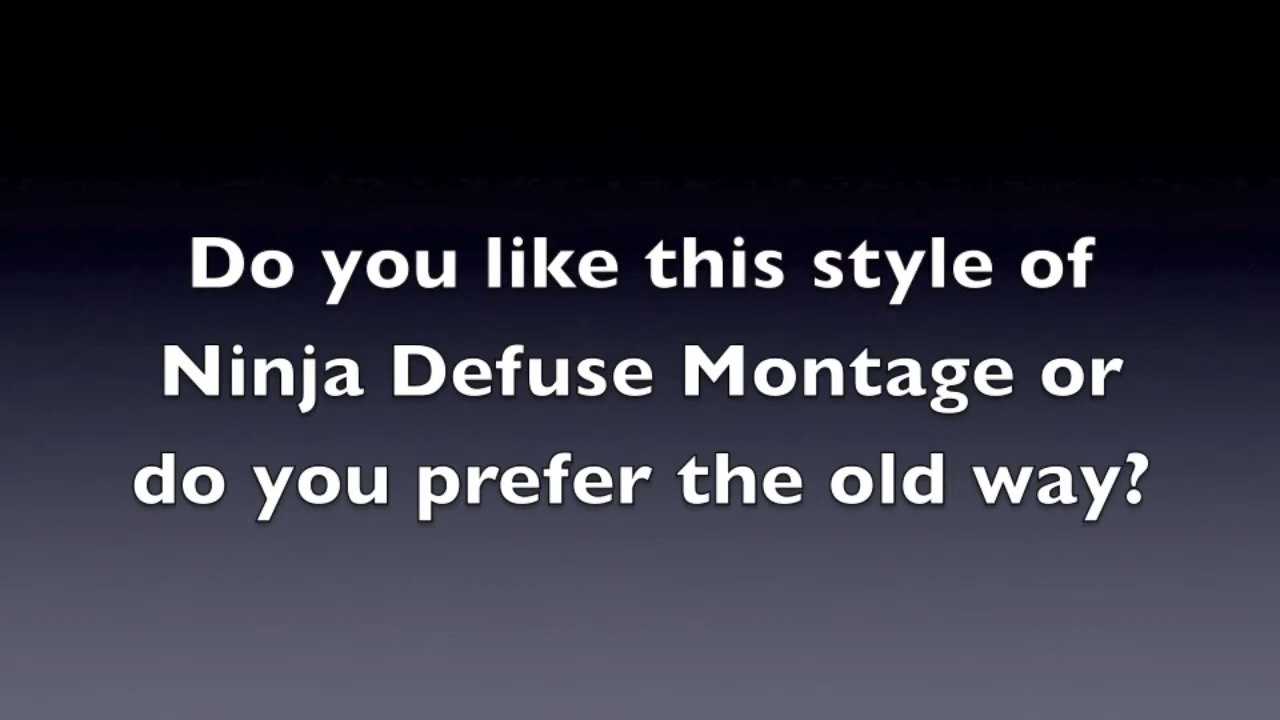 Do you like this style of
Ninja Defuse Montage or
do you prefer the old way?